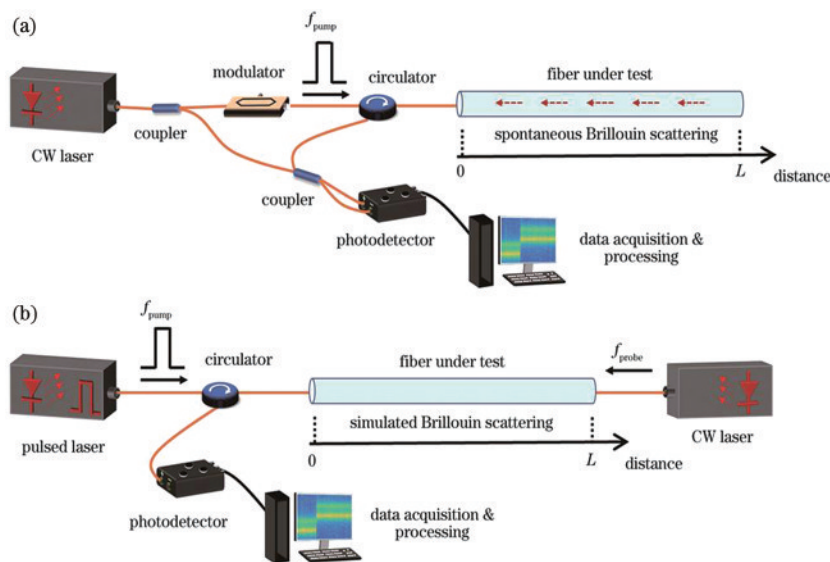 (a)
f_pump
modulator
circulator
fiber under test
CW laser
coupler
spontaneous Brillouin scattering
0
L
distance
coupler
photodetector
data acquisition &
processing
(b)
f_pump
circulator
fiber under test
f_probe
pulsed laser
simulated Brillouin scattering
CW laser
0
L
distance
photodetector
data acquisition &
processing